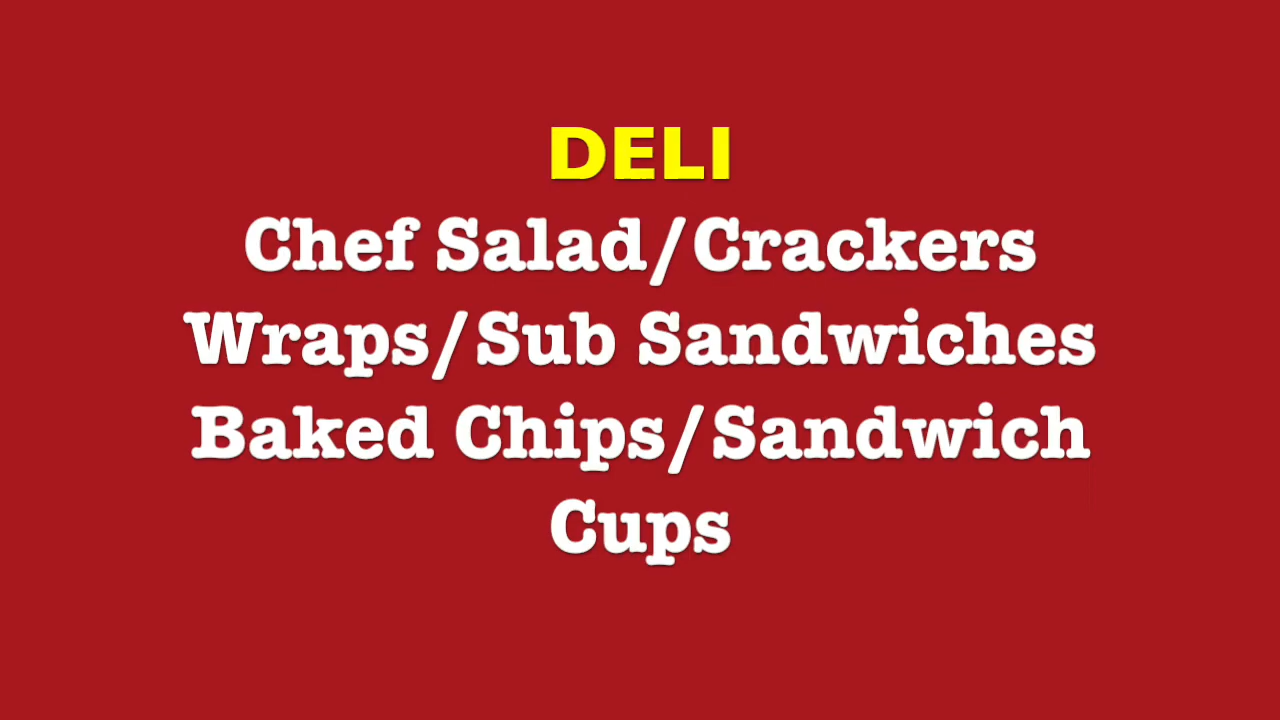 DELI
Chef Salad/Crackers
Wraps/Sub Sandwiches
Baked Chips/Sandwich
Cups